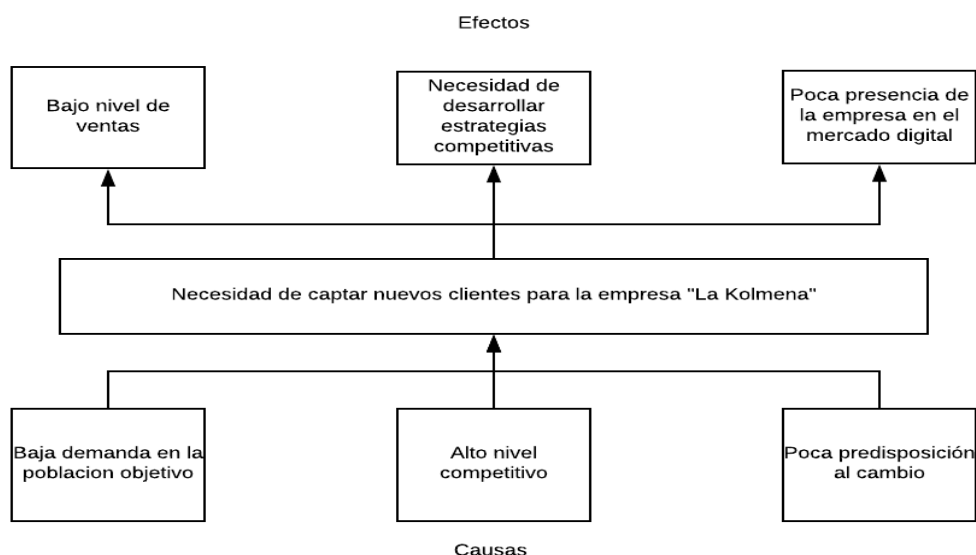 Efectos
Bajo nivel de
ventas
Necesidad de
desarrollar
estrategias
competitivas
Poca presencia de
la empresa en el
mercado digital
Necesidad de captar nuevos clientes para la empresa "La Kolmena"
Baja demanda en la
poblacion objetivo
Alto nivel
competitivo
Poca predisposición
al cambio
Causas